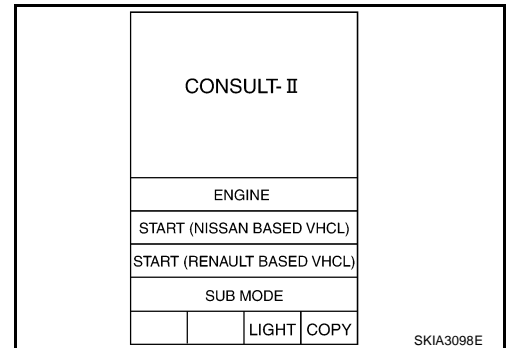 CONSULT-II
ENGINE
START (NISSAN BASED VHCL)
START (RENAULT BASED VHCL)
SUB MODE
LIGHT COPY
SKIA3098E